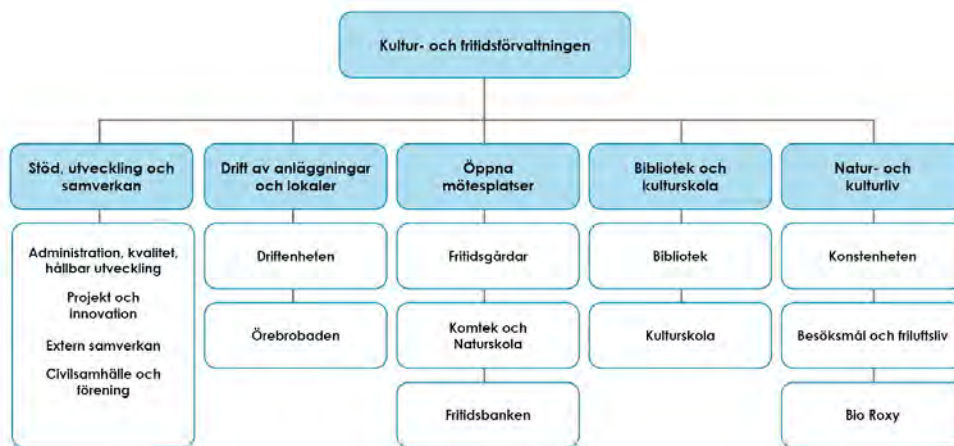 Kultur- och fritidsförvaltningen
Stöd, utveckling och
samverkan
Drift av anläggningar
och lokaler
Öppna
mötesplatser
Bibliotek och
kulturskola
Natur- och
kulturliv
Administration, kvalitet,
hållbar utveckling
Projekt och
innovation
Extern samverkan
Civilsamhälle och
förening
Driftenheten
Örebrobaden
Fritidsgårdar
Komtek och
Naturskola
Fritidsbanken
Bibliotek
Kulturskola
Konstenheten
Besöksmål och friluftsliv
Bio Roxy